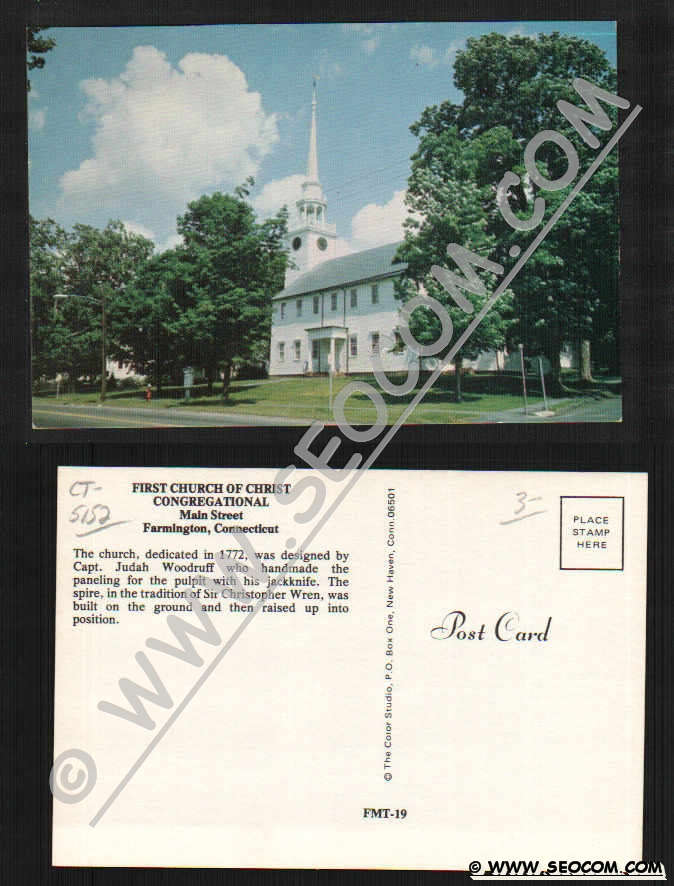 © WWW.SEOCOM.COM
CT-
5152
FIRST CHURCH OF CHRIST
CONGREGATIONAL
Main Street
Farmington, Connecticut
The church, dedicated in 1772, was designed by
Capt. Judah Woodruff who handmade the
paneling for the pulpit with his jackknife. The
spire, in the tradition of Sir Christopher Wren, was
built on the ground and then raised up into
position.
© The Color Studio, P.O. Box One, New Haven, Conn. 06501
3-
PLACE
STAMP
HERE
Post Card
FMT-19
© WWW.SEOCOM.COM